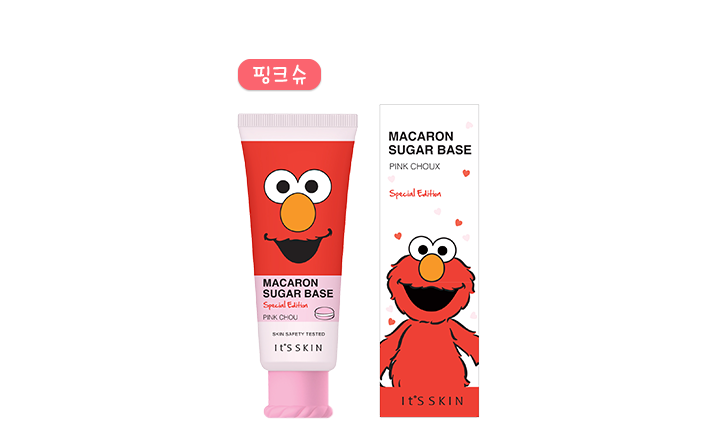 핑크슈
MACARON
SUGAR BASE
Special Edition
PINK CHOU
SKIN SAFETY TESTED
It'S SKIN
MACARON
SUGAR BASE
PINK CHOUX
Special Edition
It'S SKIN